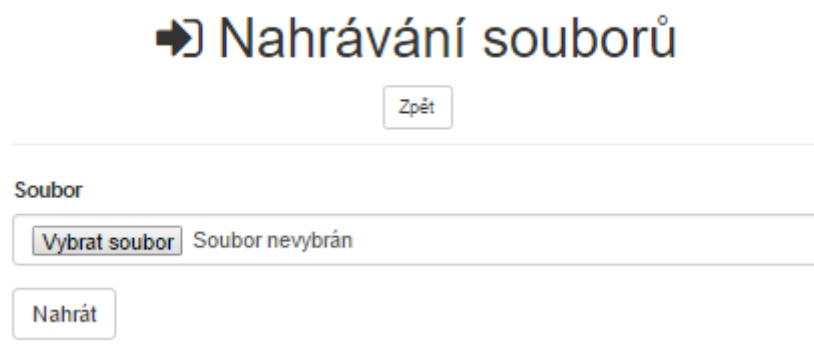 Nahrávání souborů
Zpět
Soubor
Vybrat soubor Soubor nevybrán
Nahrát